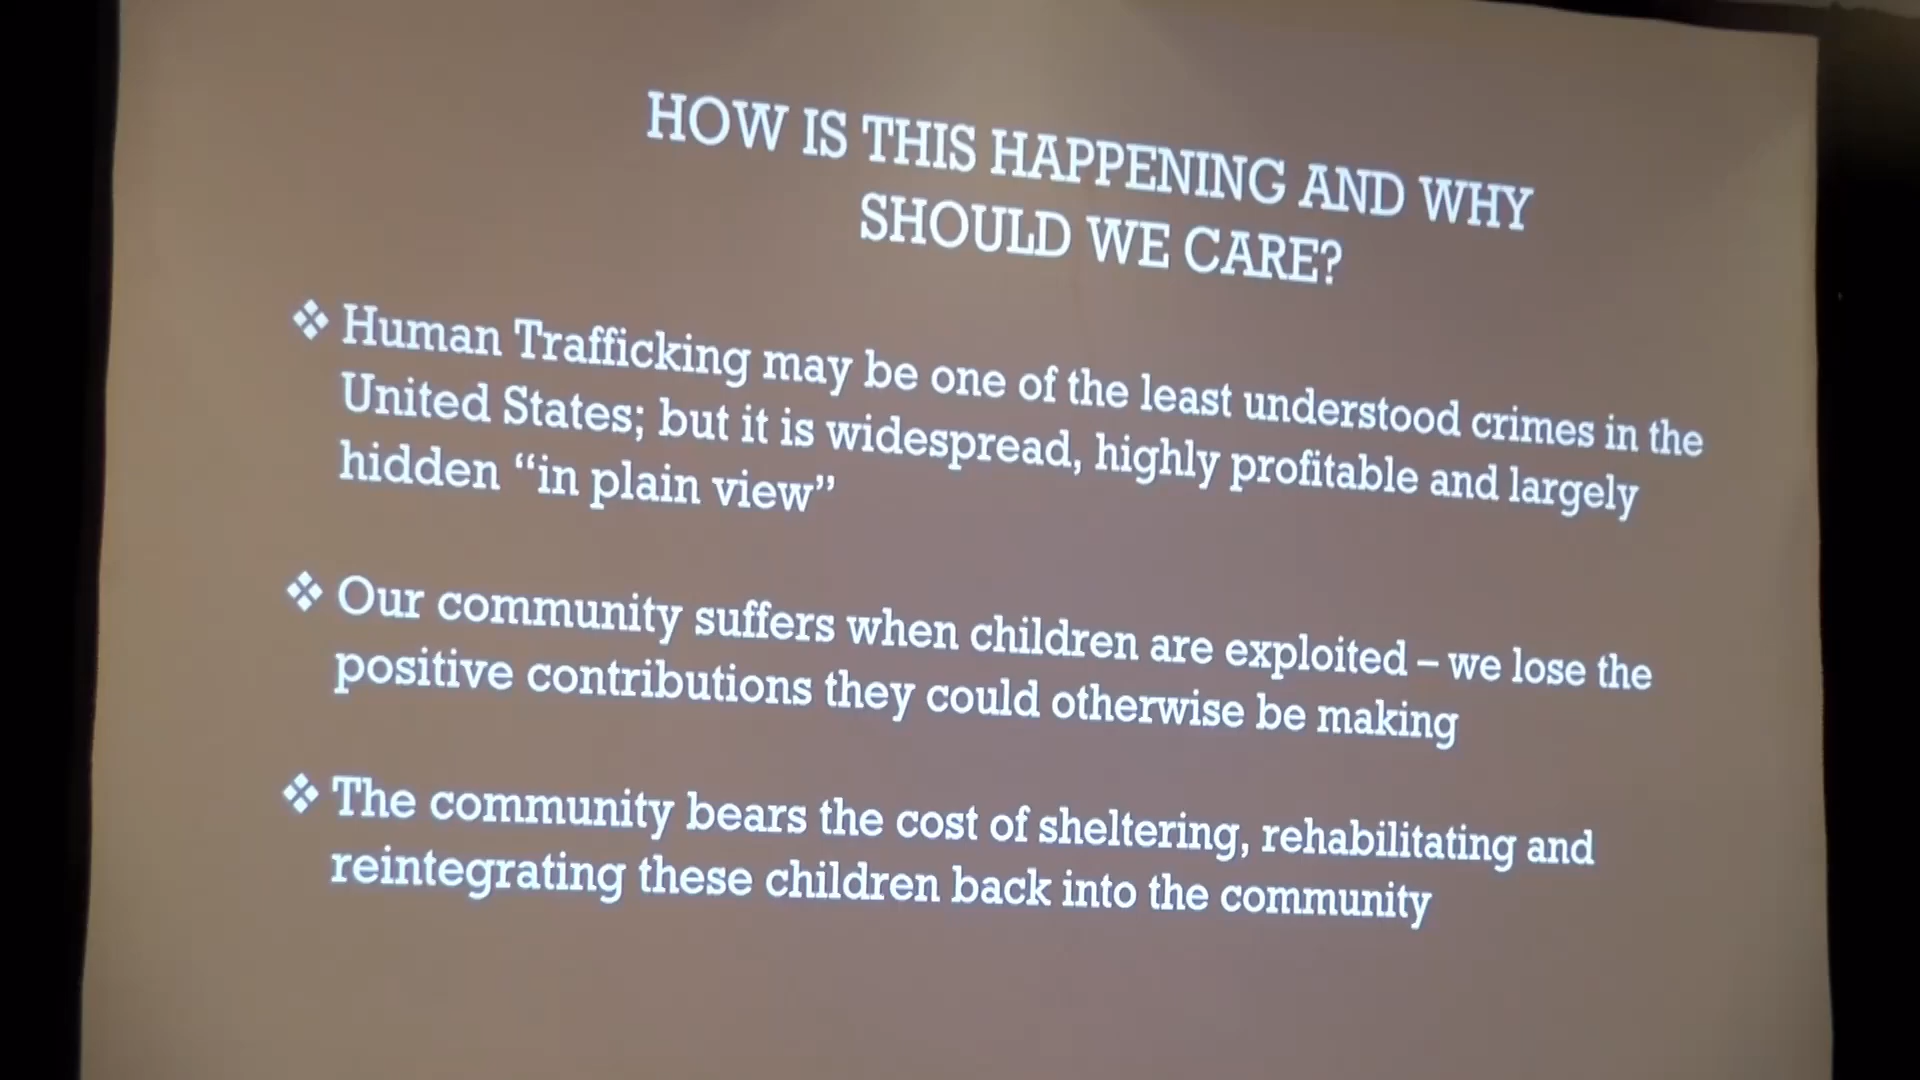 HOW IS THIS HAPPENING AND WHY
SHOULD WE CARE?
❖ Human Trafficking may be one of the least understood crimes in the
United States; but it is widespread, highly profitable and largely
hidden “in plain view”
❖ Our community suffers when children are exploited – we lose the
positive contributions they could otherwise be making
❖ The community bears the cost of sheltering, rehabilitating and
reintegrating these children back into the community